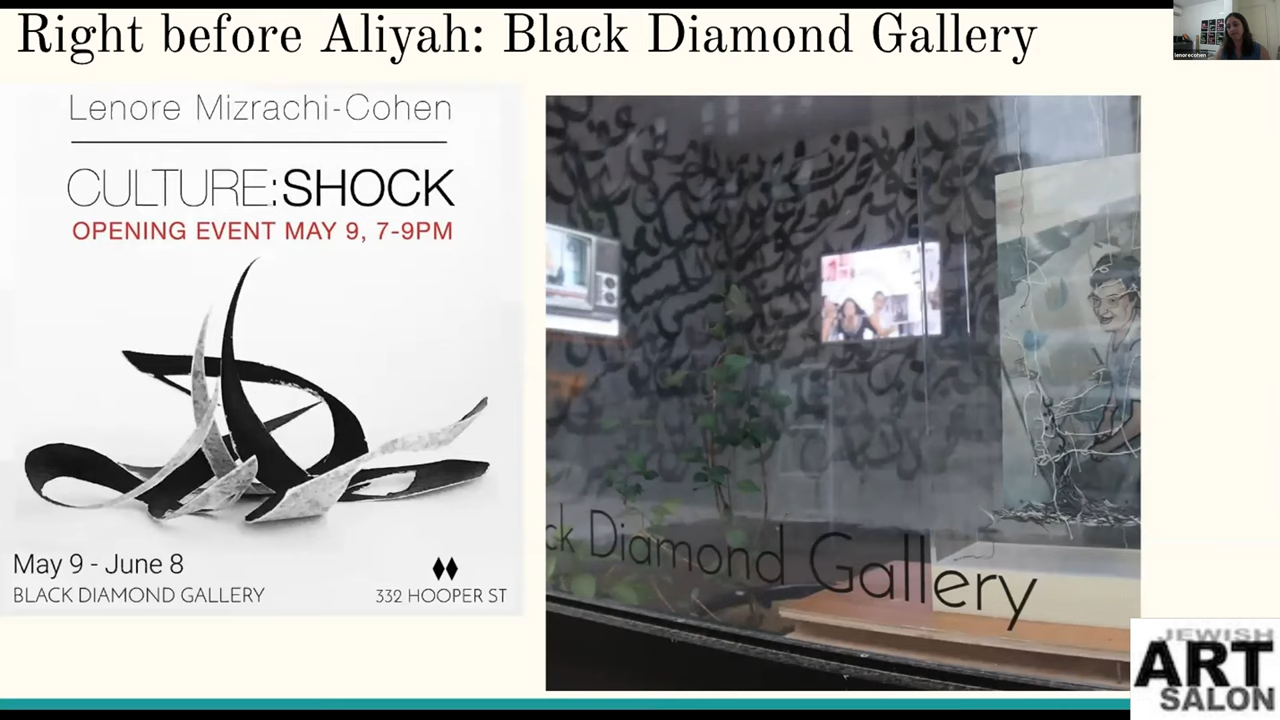 Right before Aliyah: Black Diamond Gallery
lenorecohen
Lenore Mizrachi-Cohen
CULTURE:SHOCK
OPENING EVENT MAY 9, 7-9PM
May 9 - June 8
BLACK DIAMOND GALLERY
332 HOOPER ST
ck Diamond Gallery
JEWISH
ART
SALON